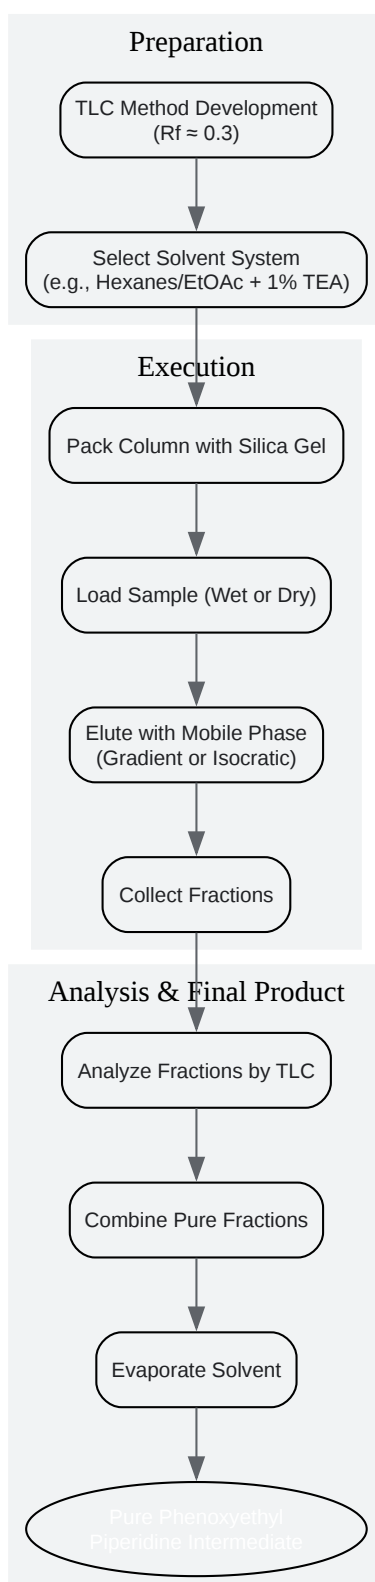 Preparation
TLC Method Development
(Rf ≈ 0.3)
Select Solvent System
(e.g., Hexanes/EtOAc + 1% TEA)
Execution
Pack Column with Silica Gel
Load Sample (Wet or Dry)
Elute with Mobile Phase
(Gradient or Isocratic)
Collect Fractions
Analysis & Final Product
Analyze Fractions by TLC
Combine Pure Fractions
Evaporate Solvent
Pure Phenoxyethyl
Piperidine Intermediate